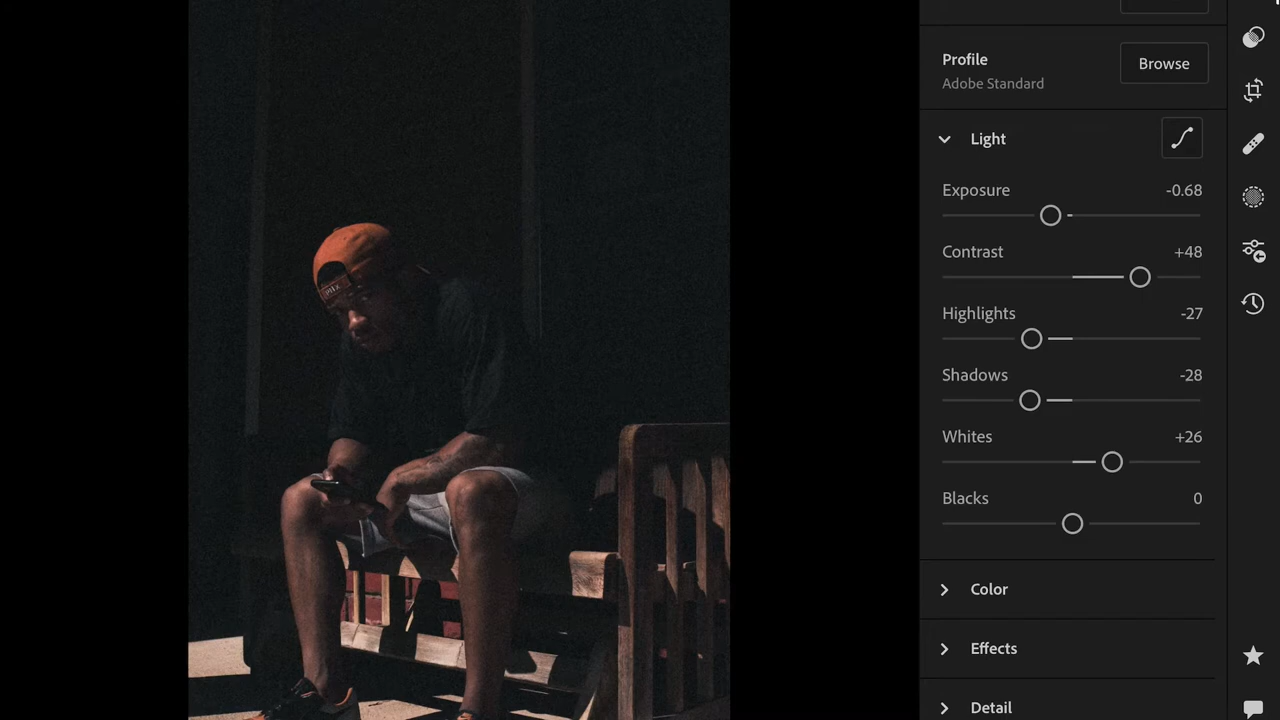 Profile
Adobe Standard
Browse
Light
Exposure -0.68
Contrast +48
Highlights -27
Shadows -28
Whites +26
Blacks 0
Color
Effects
Detail